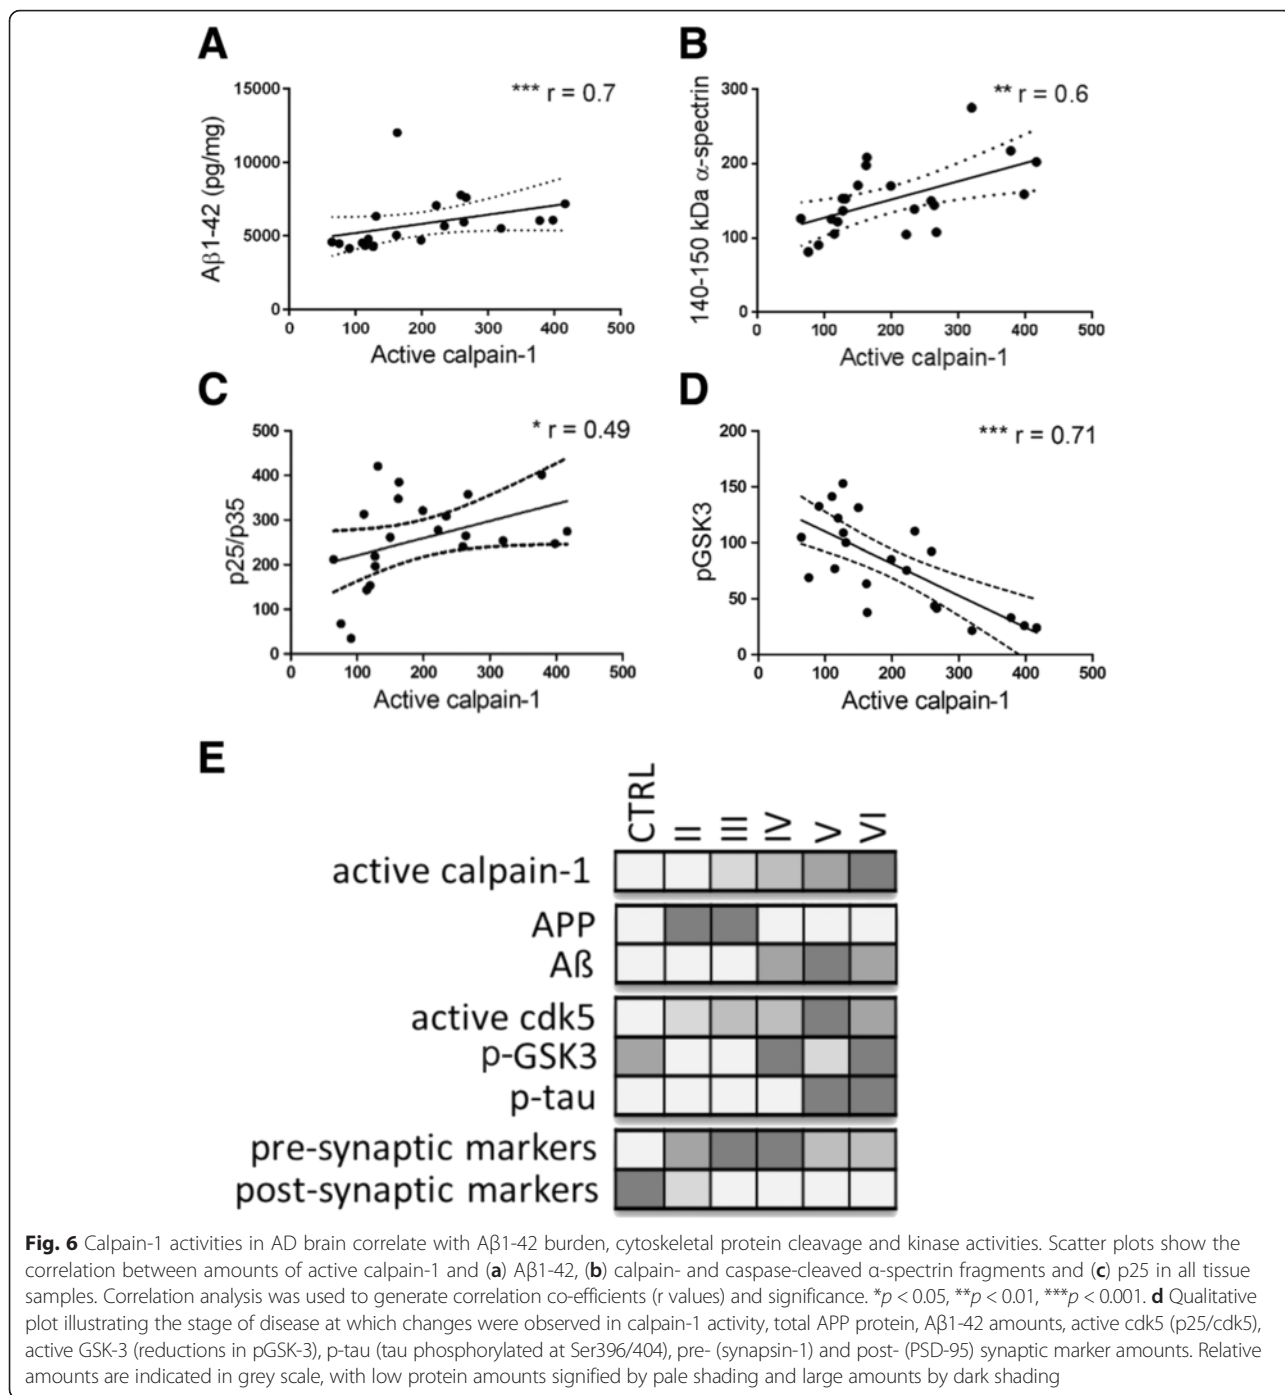 A
*** r = 0.7
Aβ1-42 (pg/mg)
15000
10000
5000
0
0 100 200 300 400 500
Active calpain-1
B
** r = 0.6
140-150 kDa α-spectrin
300
200
100
0
0 100 200 300 400 500
Active calpain-1
C
* r = 0.49
p25/p35
500
400
300
200
100
0
0 100 200 300 400 500
Active calpain-1
D
*** r = 0.71
pGSK3
200
150
100
50
0
0 100 200 300 400 500
Active calpain-1
E
CTRL II III IV V VI
active calpain-1
APP
Aß
active cdk5
p-GSK3
p-tau
pre-synaptic markers
post-synaptic markers
Fig. 6 Calpain-1 activities in AD brain correlate with Aβ1-42 burden, cytoskeletal protein cleavage and kinase activities. Scatter plots show the
correlation between amounts of active calpain-1 and (a) Aβ1-42, (b) calpain- and caspase-cleaved α-spectrin fragments and (c) p25 in all tissue
samples. Correlation analysis was used to generate correlation co-efficients (r values) and significance. *p < 0.05, **p < 0.01, ***p < 0.001. d Qualitative
plot illustrating the stage of disease at which changes were observed in calpain-1 activity, total APP protein, Aβ1-42 amounts, active cdk5 (p25/cdk5),
active GSK-3 (reductions in pGSK-3), p-tau (tau phosphorylated at Ser396/404), pre- (synapsin-1) and post- (PSD-95) synaptic marker amounts. Relative
amounts are indicated in grey scale, with low protein amounts signified by pale shading and large amounts by dark shading